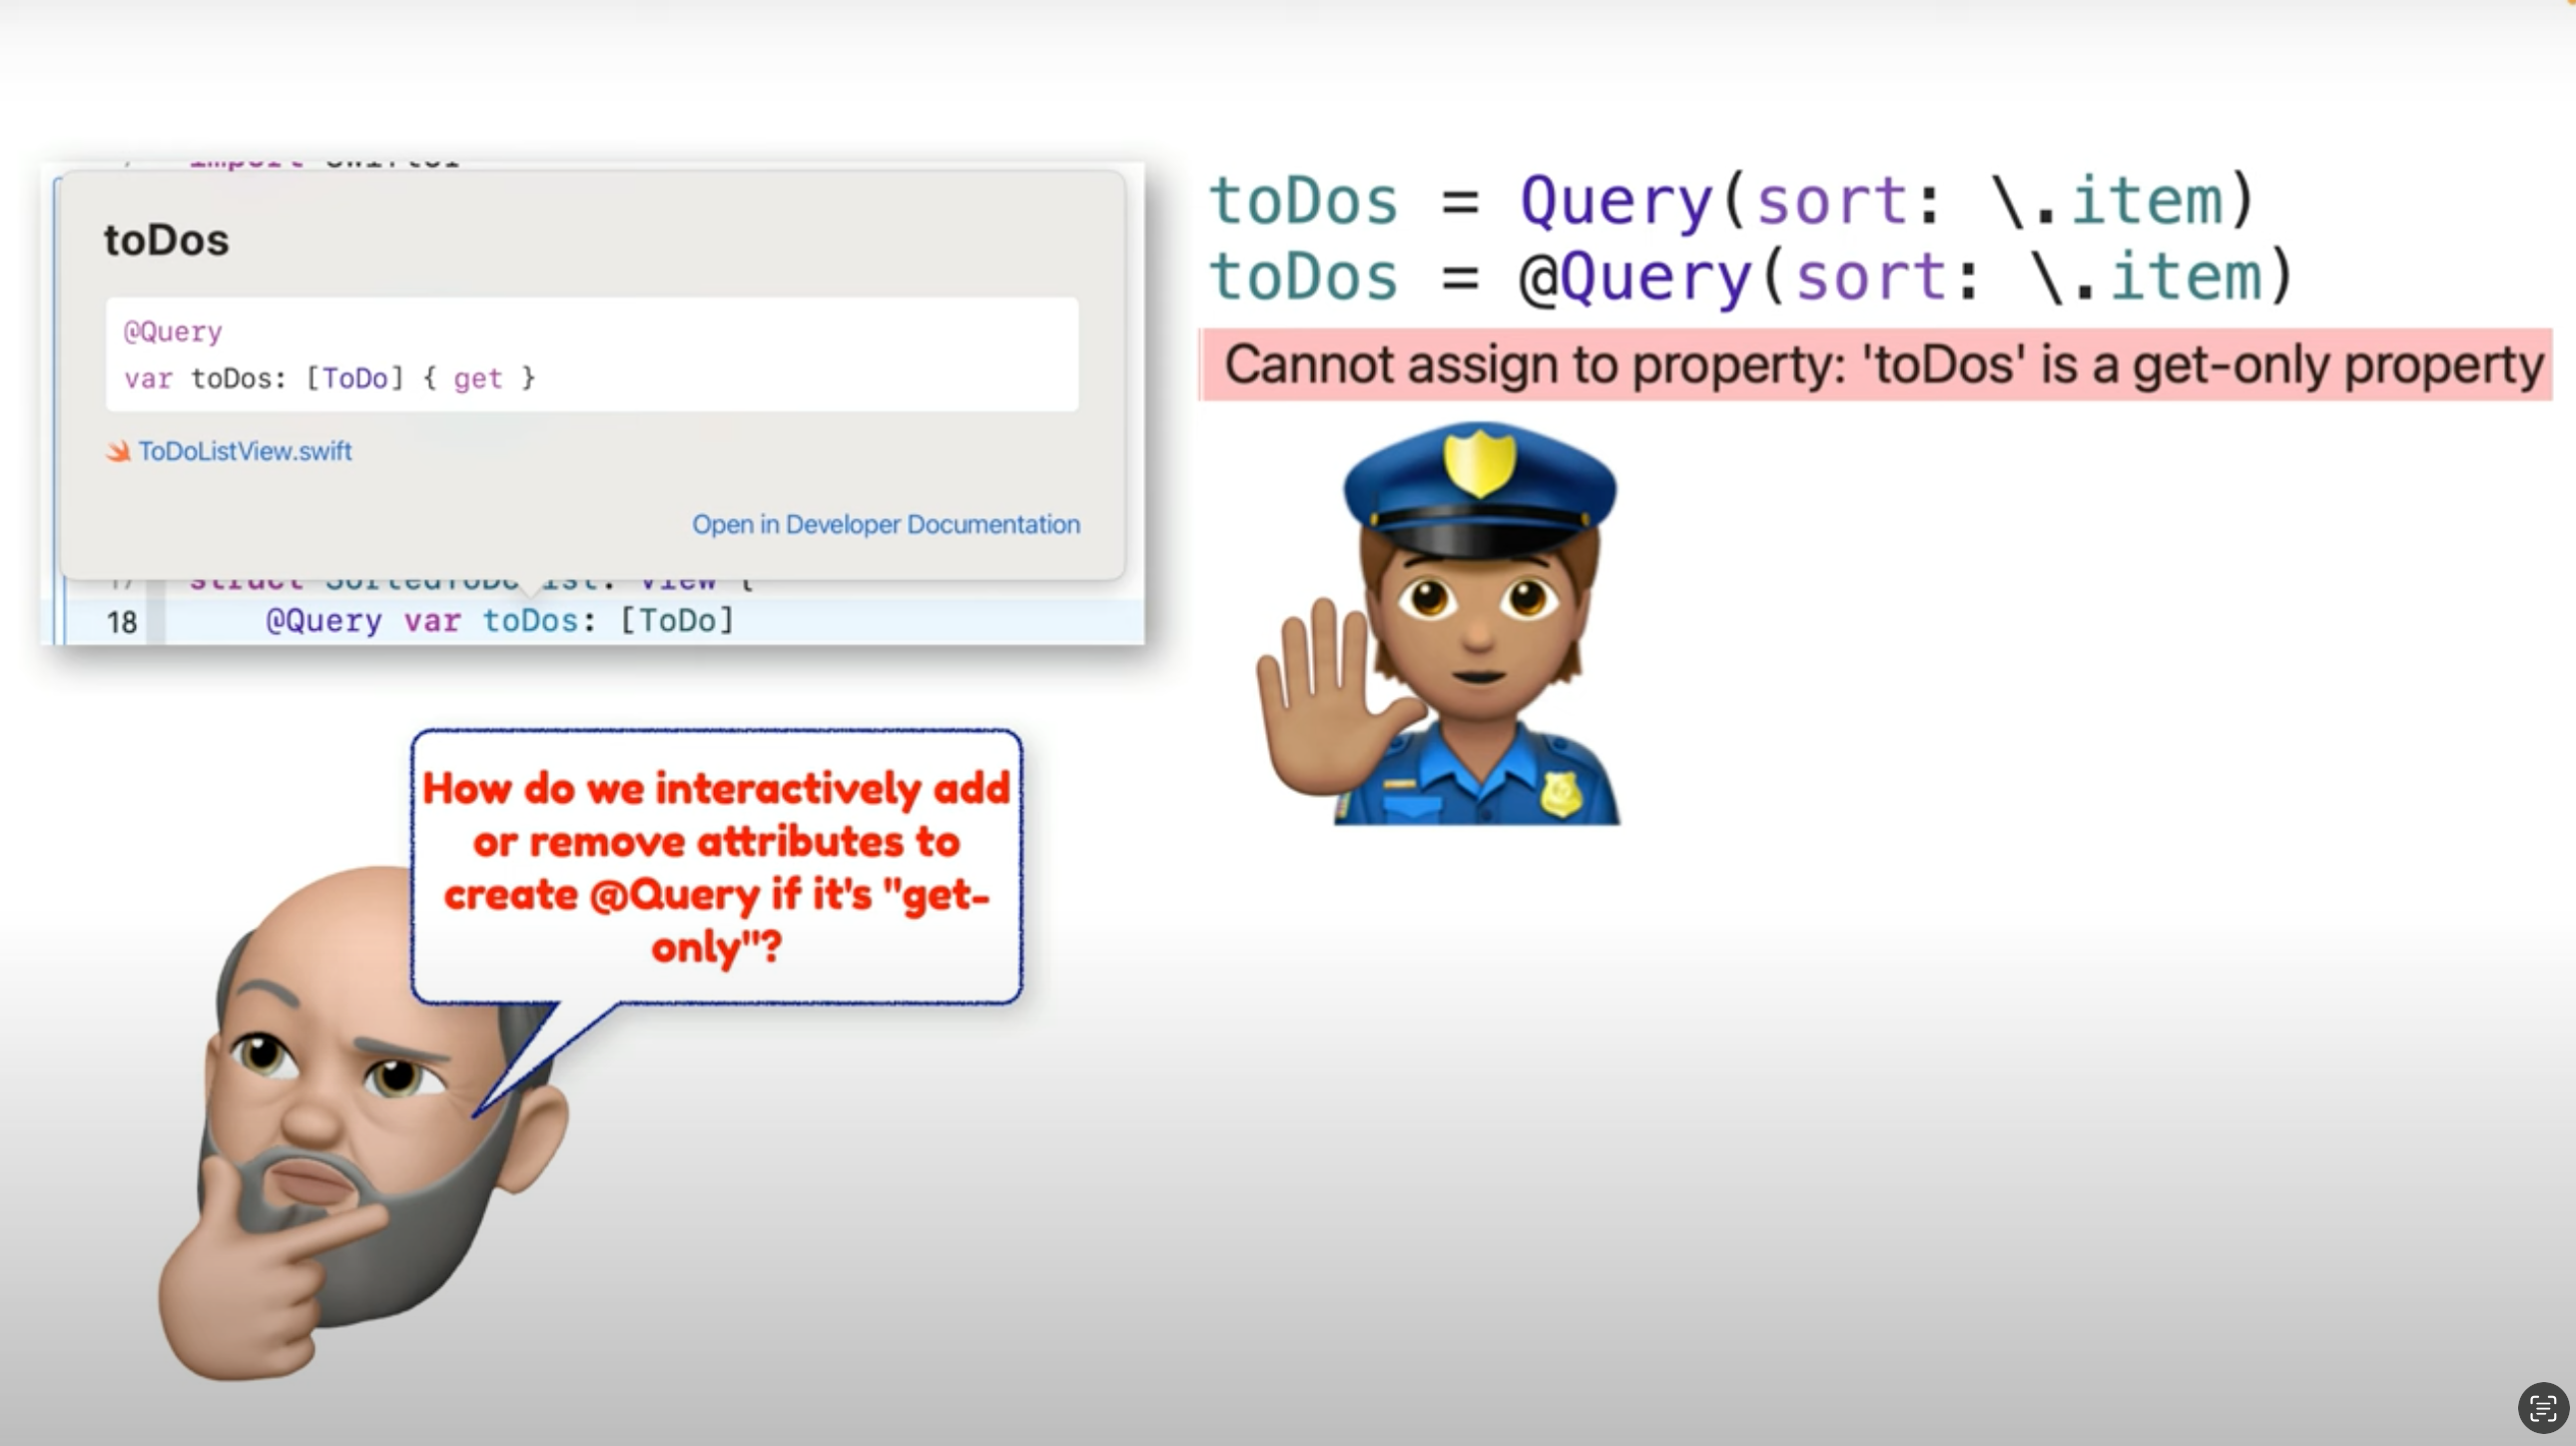 toDos
@Query
var toDos: [ToDo] { get }
ToDoListView.swift
Open in Developer Documentation
18 @Query var toDos: [ToDo]
toDos = Query(sort: \.item)
toDos = @Query(sort: \.item)
Cannot assign to property: 'toDos' is a get-only property
How do we interactively add
or remove attributes to
create @Query if it's "get-
only"?